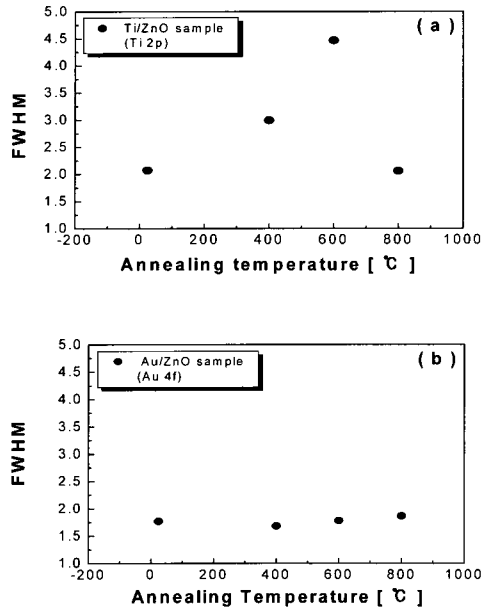 5.0
( a )
Ti/ZnO sample
(Ti 2p)
4.5
4.0
3.5
3.0
2.5
2.0
1.5
1.0
FWHM
-200 0 200 400 600 800 1000
Annealing temperature [ ℃ ]
5.0
( b )
Au/ZnO sample
(Au 4f)
4.5
4.0
3.5
3.0
2.5
2.0
1.5
1.0
FWHM
-200 0 200 400 600 800 1000
Annealing Temperature [ ℃ ]